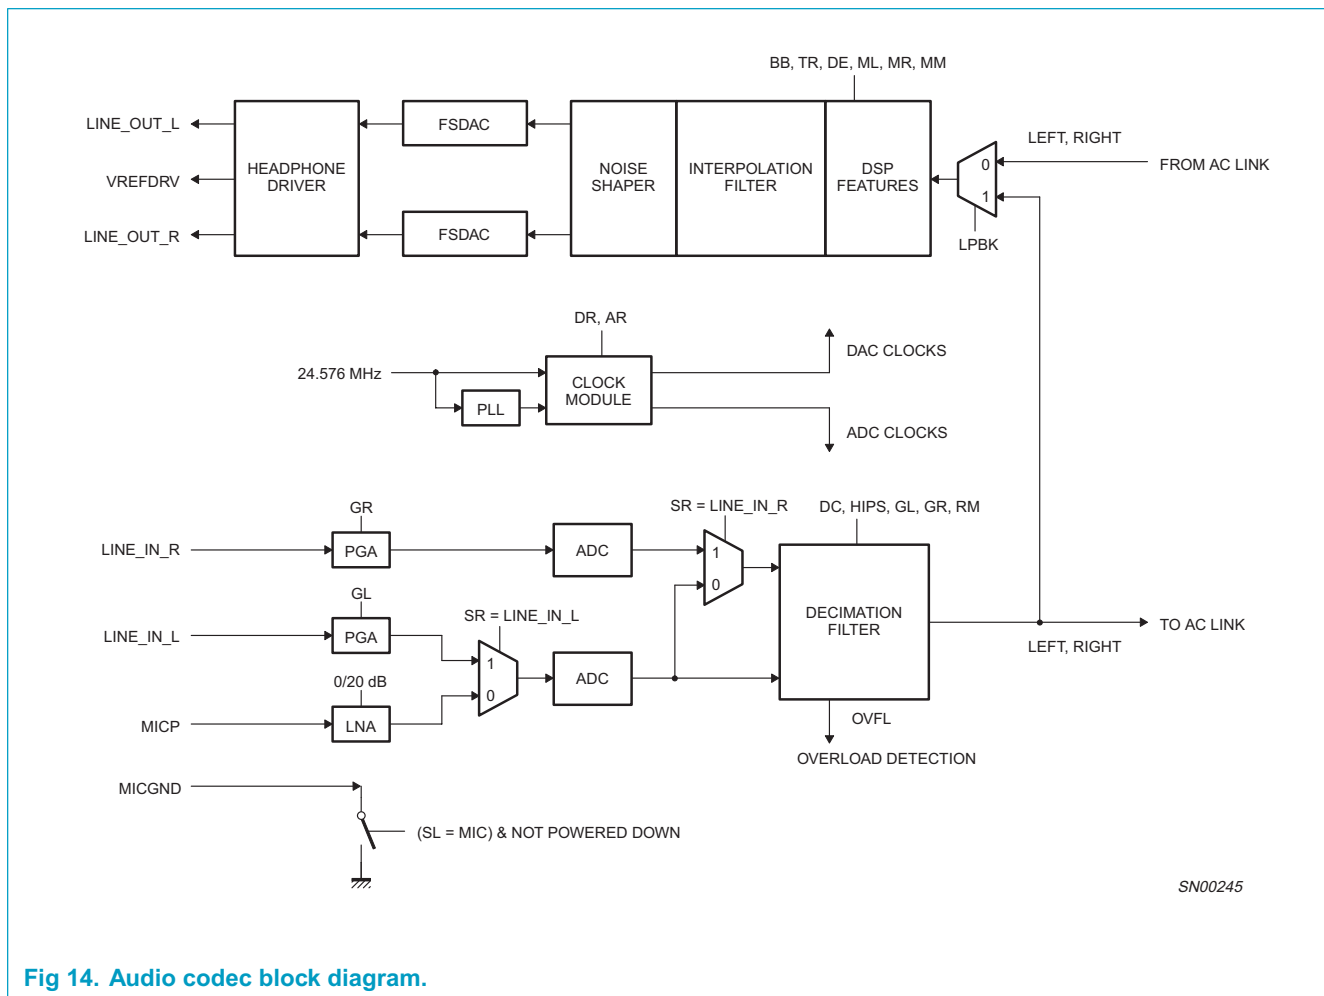 BB, TR, DE, ML, MR, MM
LINE_OUT_L
VREFDRV
LINE_OUT_R
HEADPHONE
DRIVER
FSDAC
FSDAC
NOISE
SHAPER
INTERPOLATION
FILTER
DSP
FEATURES
0
1
LPBK
LEFT, RIGHT
FROM AC LINK
DR, AR
24.576 MHz
PLL
CLOCK
MODULE
DAC CLOCKS
ADC CLOCKS
GR
LINE_IN_R
PGA
ADC
SR = LINE_IN_R
1
0
DC, HIPS, GL, GR, RM
GL
LINE_IN_L
PGA
SR = LINE_IN_L
1
0
ADC
DECIMATION
FILTER
TO AC LINK
LEFT, RIGHT
0/20 dB
MICP
LNA
OVFL
OVERLOAD DETECTION
MICGND
(SL = MIC) & NOT POWERED DOWN
SN00245
Fig 14. Audio codec block diagram.